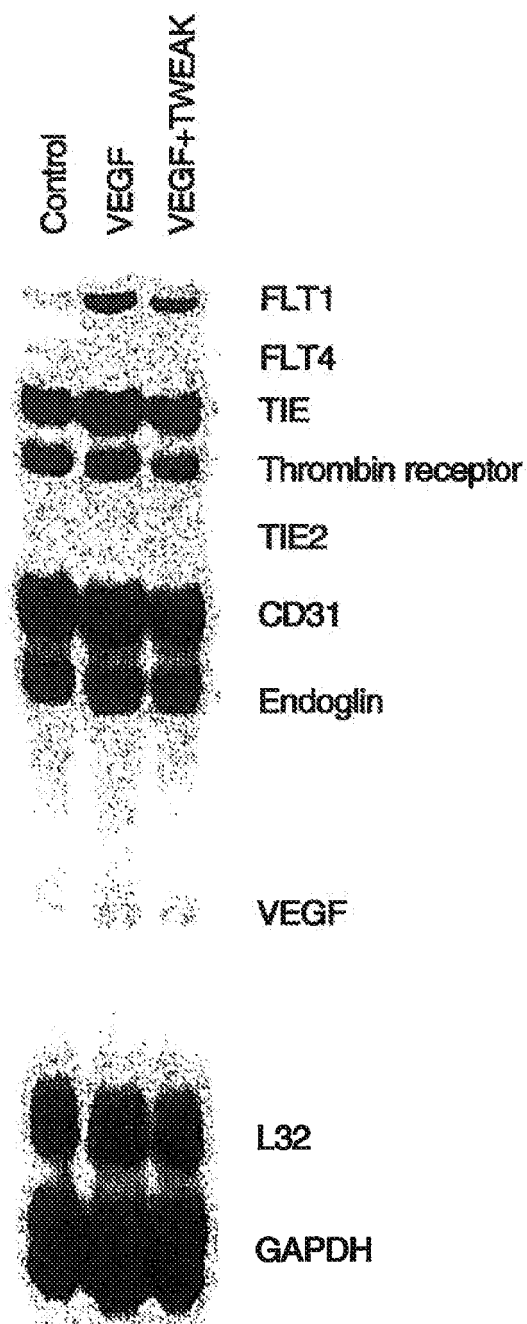 Control
VEGF
VEGF+TWEAK
FLT1
FLT4
TIE
Thrombin receptor
TIE2
CD31
Endoglin
VEGF
L32
GAPDH